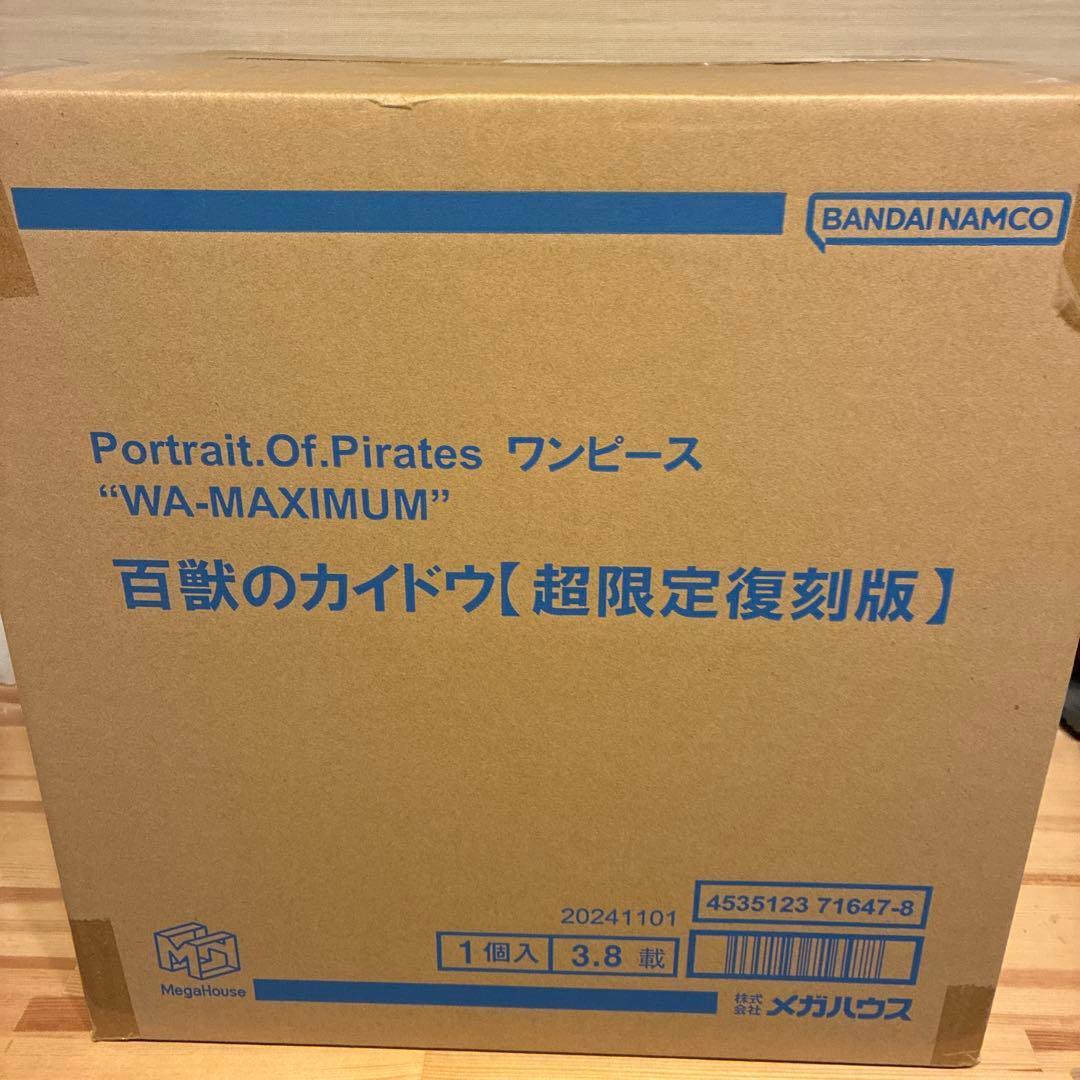 BANDAI NAMCO
Portrait.Of.Pirates ワンピース
“WA-MAXIMUM”
百獣のカイドウ【超限定復刻版】
20241101
4535123 71647-8
1個入 3.8 載
MegaHouse
株式会社 メガハウス